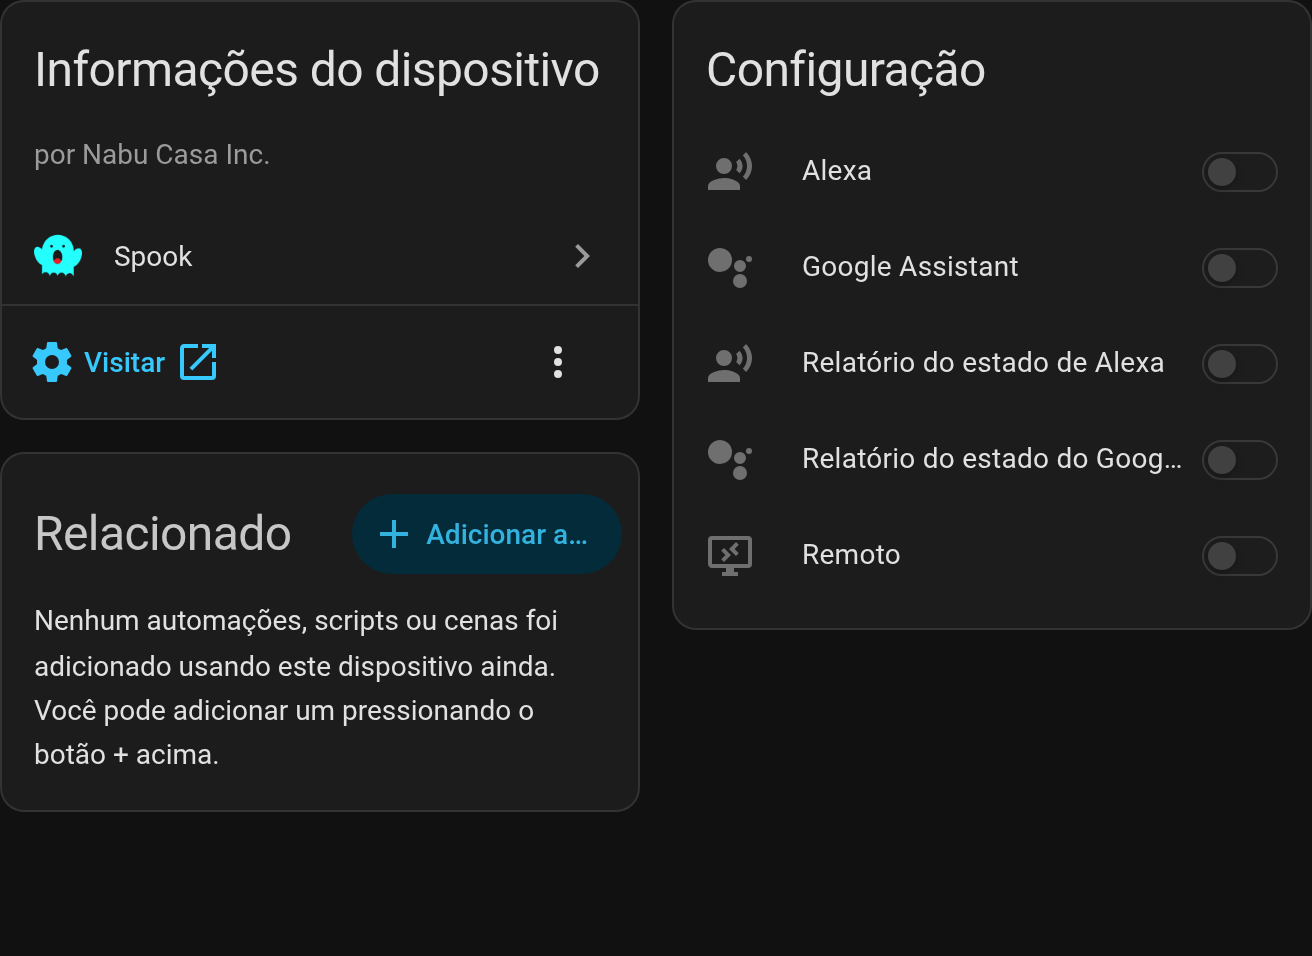 Informações do dispositivo
por Nabu Casa Inc.
Spook
Visitar
Relacionado
Adicionar a...
Nenhum automações, scripts ou cenas foi
adicionado usando este dispositivo ainda.
Você pode adicionar um pressionando o
botão + acima.
Configuração
Alexa
Google Assistant
Relatório do estado de Alexa
Relatório do estado do Goog...
Remoto